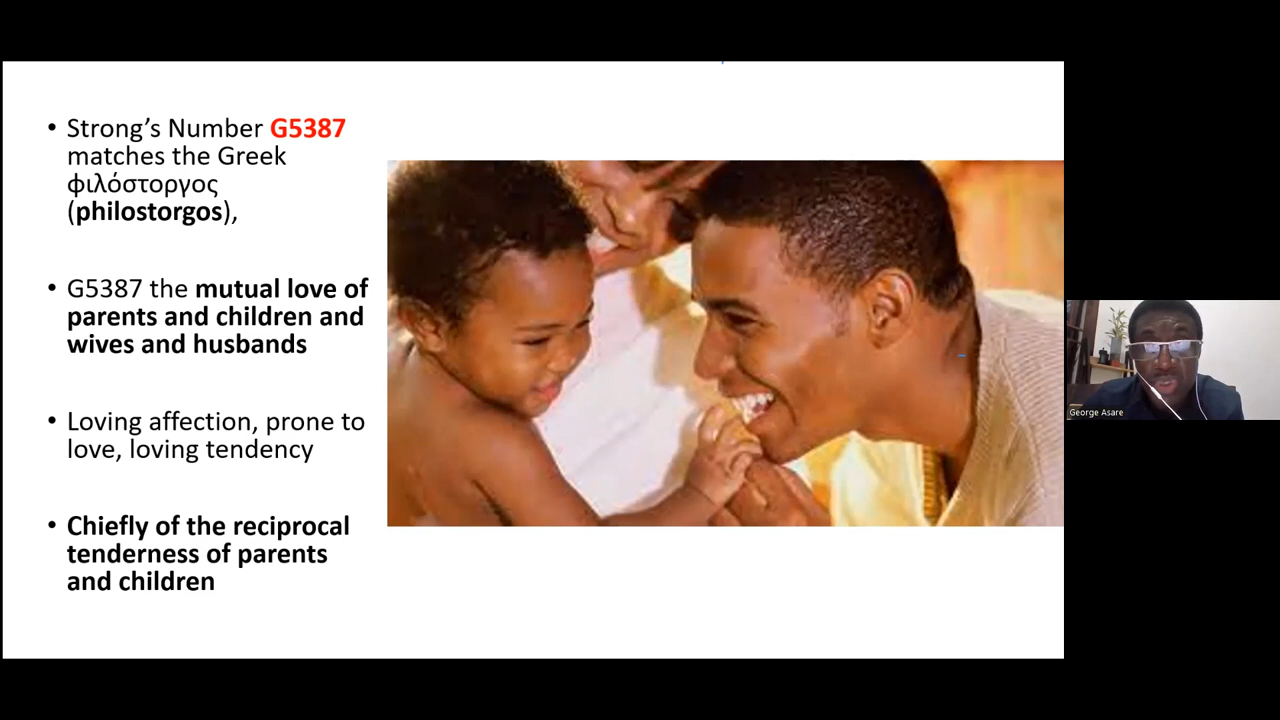 • Strong’s Number G5387
matches the Greek
φιλόστοργος
(philostorgos),
• G5387 the mutual love of
parents and children and
wives and husbands
• Loving affection, prone to
love, loving tendency
• Chiefly of the reciprocal
tenderness of parents
and children
George Asare